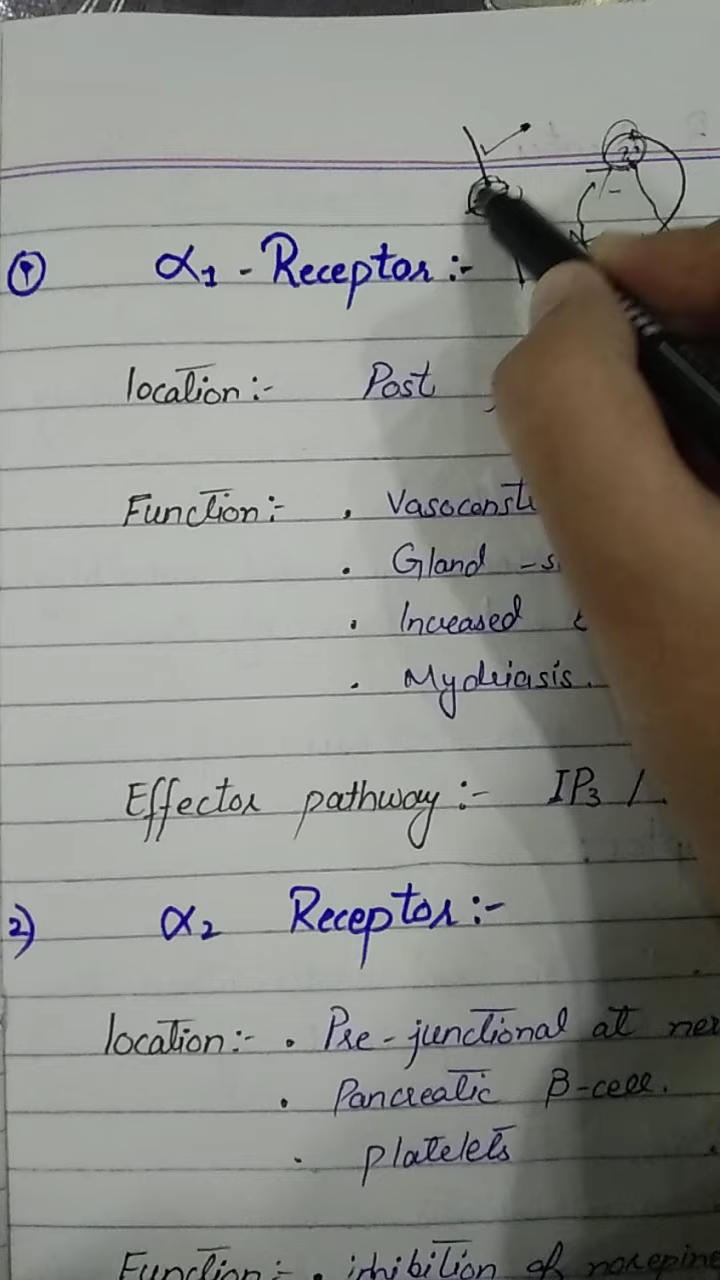 1) α1 - Receptor :-
location :- Post
Function :- . Vasoconst
. Gland - s
. Increased
. Mydriasis.
Effector pathway :- IP3 /
2) α2 Receptor :-
location :- . Pre - junctional at ner
. Pancreatic β-cell.
. Platelets
Function :- . inhibition of norepine